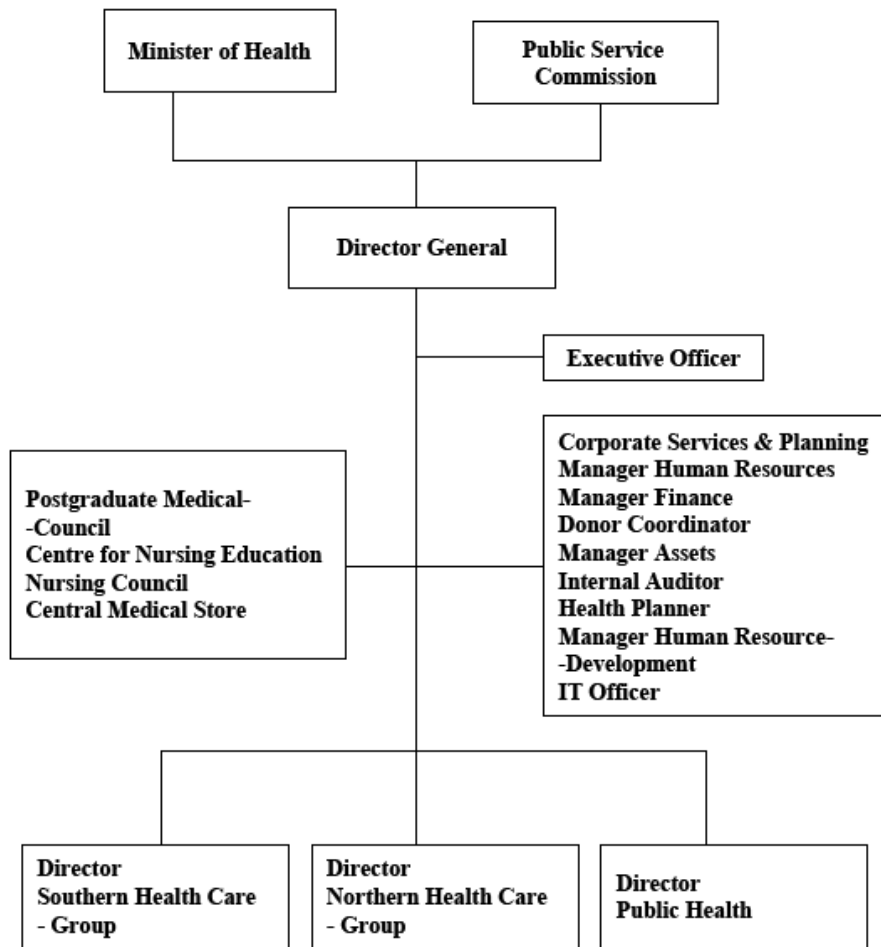 Minister of Health
Public Service
Commission
Director General
Executive Officer
Postgraduate Medical-
-Council
Centre for Nursing Education
Nursing Council
Central Medical Store
Corporate Services & Planning
Manager Human Resources
Manager Finance
Donor Coordinator
Manager Assets
Internal Auditor
Health Planner
Manager Human Resource-
-Development
IT Officer
Director
Southern Health Care
- Group
Director
Northern Health Care
- Group
Director
Public Health